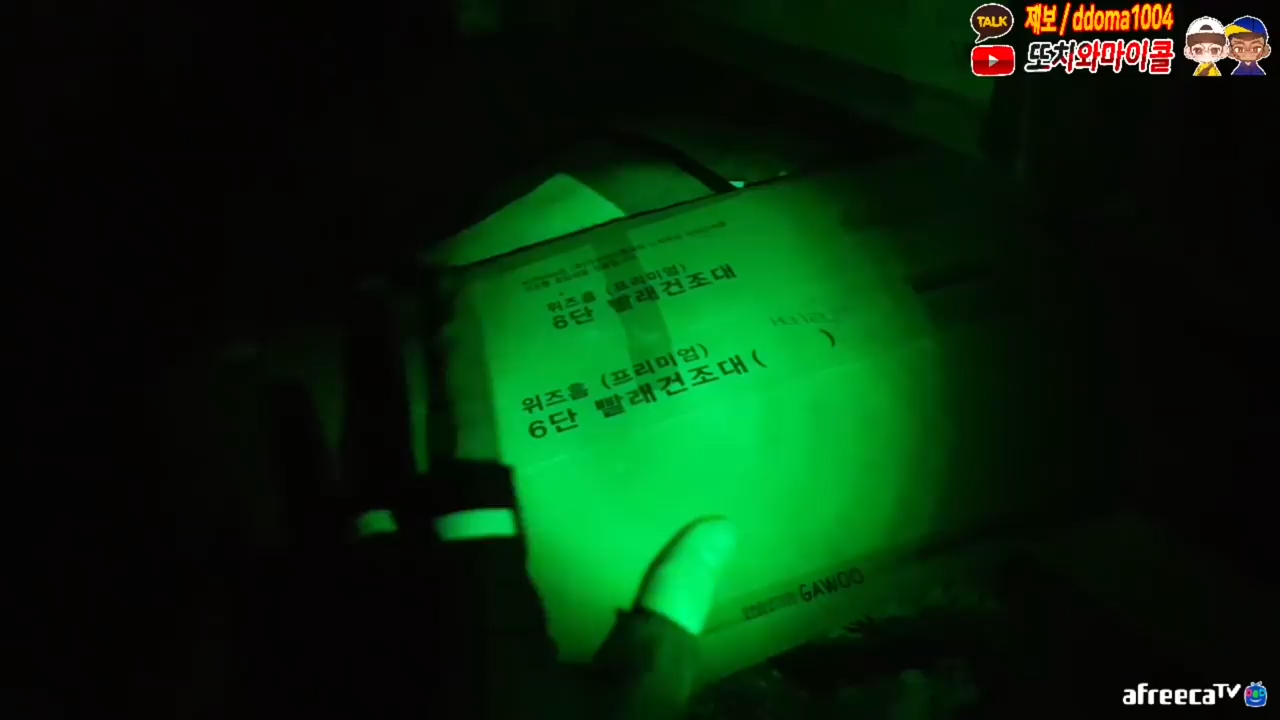 TALK
제보 / ddoma1004
또치와마이콜
위즈홈 (프리미엄)
6단 빨래건조대
위즈홈 (프리미엄)
6단 빨래건조대 ( )
GAWOO
afreecaTV